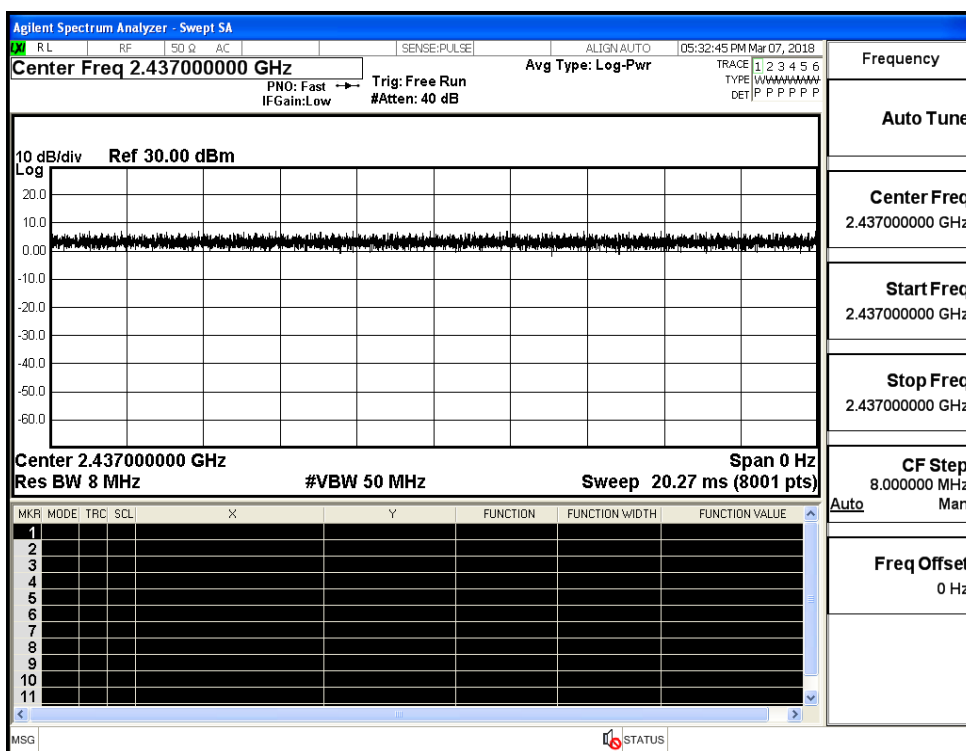 Agilent Spectrum Analyzer - Swept SA
LXI RL RF 50 Ω AC SENSE:PULSE ALIGN AUTO 05:32:45 PM Mar 07, 2018
Center Freq 2.437000000 GHz
Avg Type: Log-Pwr
TRACE 1 2 3 4 5 6
TYPE WWWWWW
DET P P P P P P
PNO: Fast
IFGain:Low
Trig: Free Run
#Atten: 40 dB
10 dB/div Ref 30.00 dBm
Log
20.0
10.0
0.00
-10.0
-20.0
-30.0
-40.0
-50.0
-60.0
Center 2.437000000 GHz Span 0 Hz
Res BW 8 MHz #VBW 50 MHz Sweep 20.27 ms (8001 pts)
MKR MODE TRC SCL X Y FUNCTION FUNCTION WIDTH FUNCTION VALUE
1
2
3
4
5
6
7
8
9
10
11
MSG STATUS
Frequency
Auto Tune
Center Freq
2.437000000 GHz
Start Freq
2.437000000 GHz
Stop Freq
2.437000000 GHz
CF Step
8.000000 MHz
Auto Man
Freq Offset
0 Hz